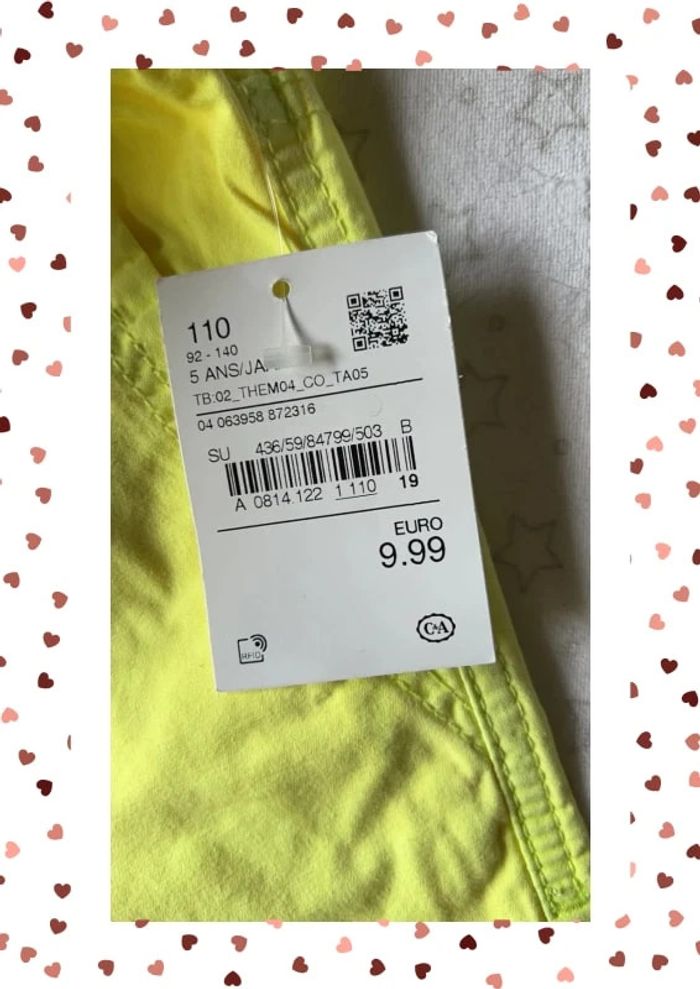 110
92 - 140
5 ANS/
TB:02_THEM04_CO_TA05
04 063958 872316
SU 436/59/84799/503 B
A 0814.122 1 110 19
EURO
9.99
RFID
C&A